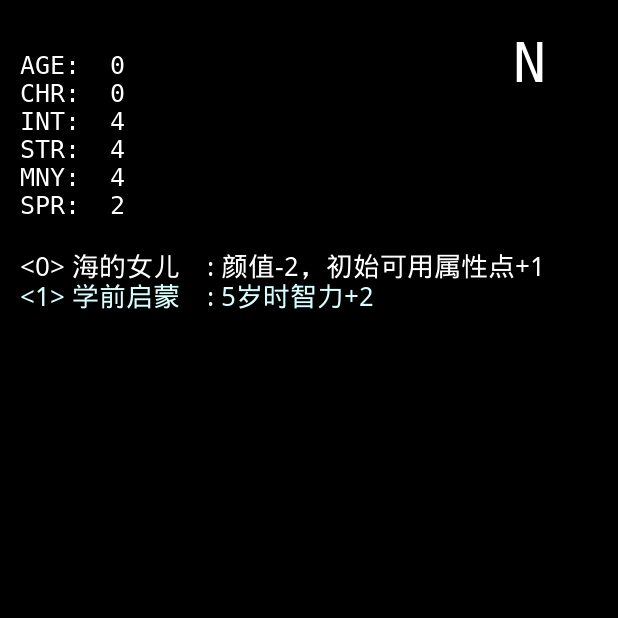 N
AGE: 0
CHR: 0
INT: 4
STR: 4
MNY: 4
SPR: 2
<0> 海的女儿 : 颜值-2，初始可用属性点+1
<1> 学前启蒙 : 5岁时智力+2